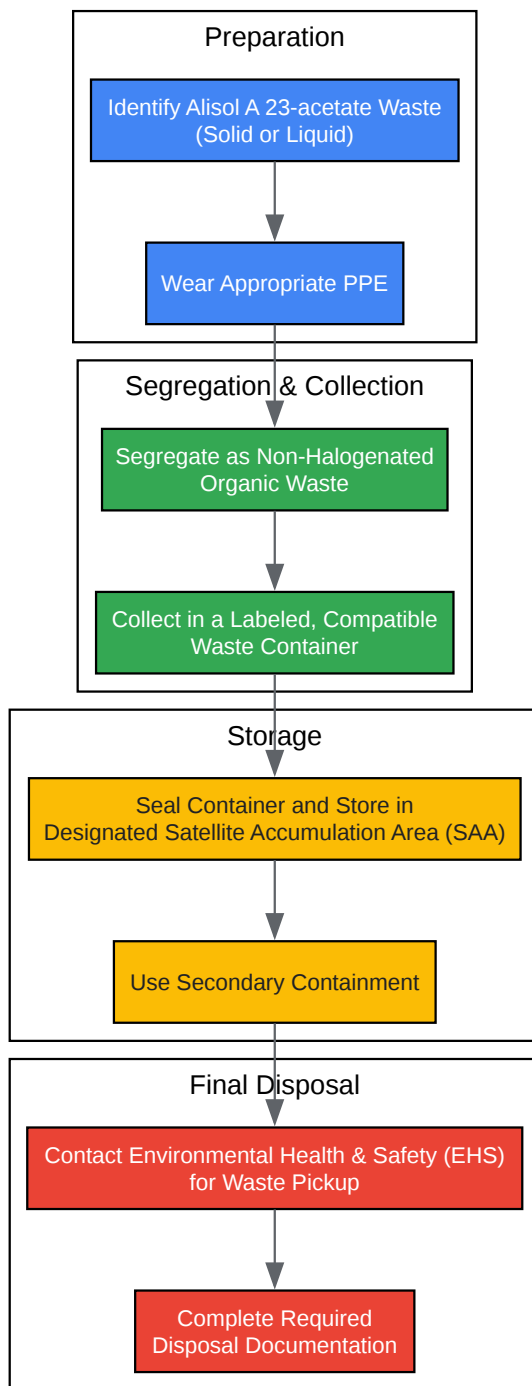 Preparation
Identify Alisol A 23-acetate Waste
(Solid or Liquid)
Wear Appropriate PPE
Segregation & Collection
Segregate as Non-Halogenated
Organic Waste
Collect in a Labeled, Compatible
Waste Container
Storage
Seal Container and Store in
Designated Satellite Accumulation Area (SAA)
Use Secondary Containment
Final Disposal
Contact Environmental Health & Safety (EHS)
for Waste Pickup
Complete Required
Disposal Documentation